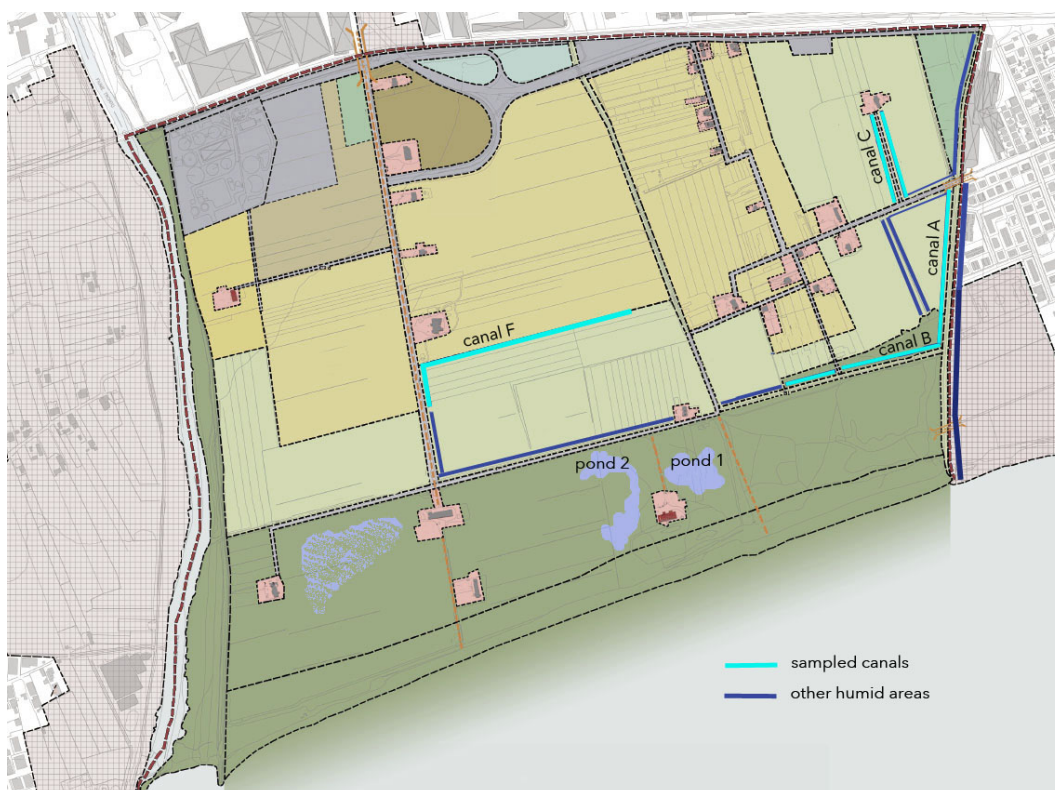 canal C
canal A
canal F
canal B
pond 2
pond 1
sampled canals
other humid areas